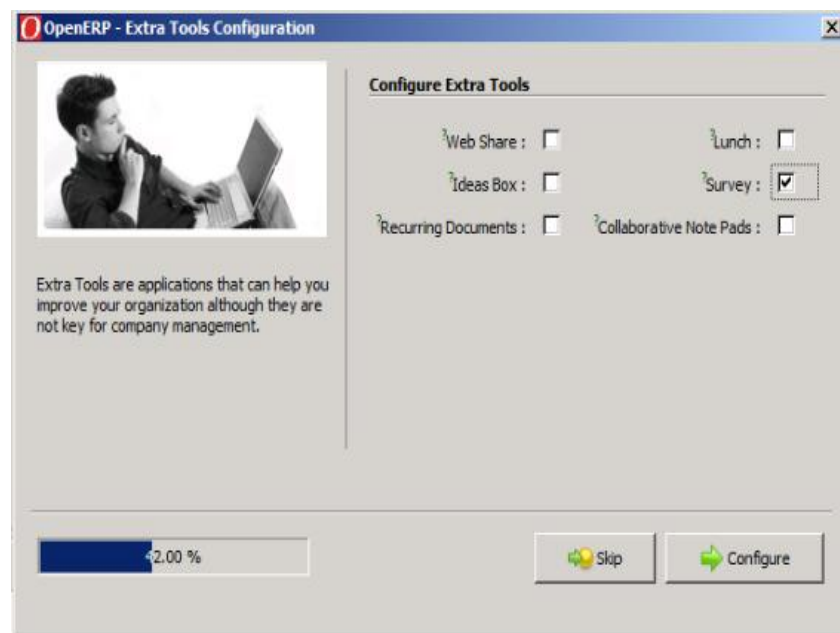 OpenERP - Extra Tools Configuration
Configure Extra Tools
? Web Share :
? Lunch :
? Ideas Box :
? Survey :
? Recurring Documents :
? Collaborative Note Pads :
Extra Tools are applications that can help you
improve your organization although they are
not key for company management.
42.00 %
Skip
Configure